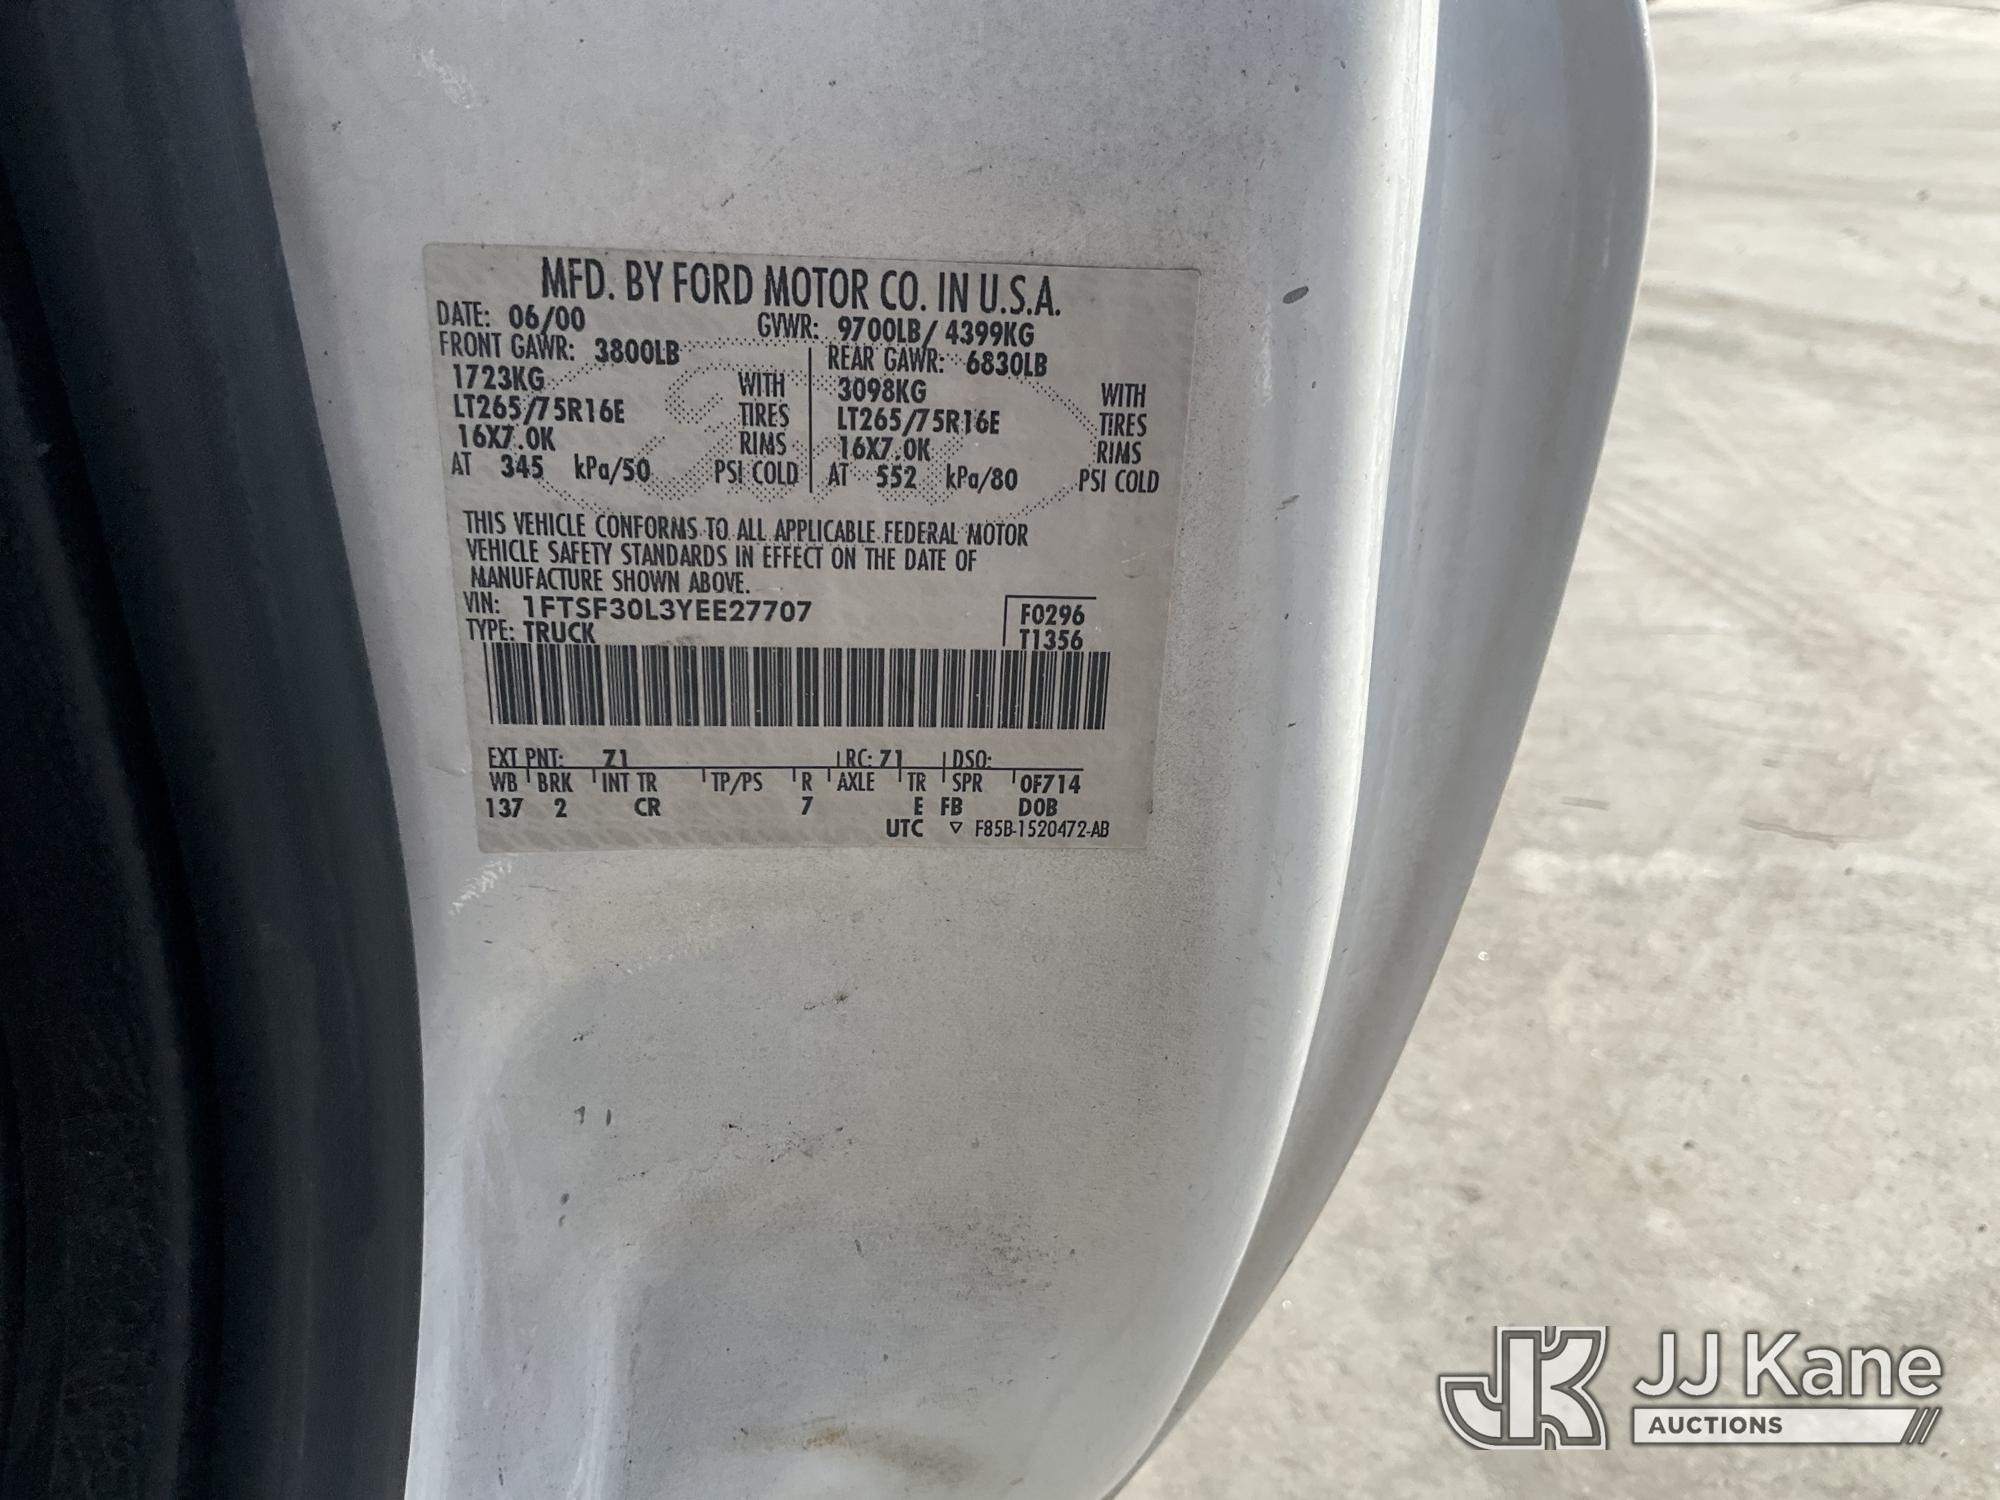 MFD. BY FORD MOTOR CO. IN U.S.A.
DATE: 06/00 GVWR: 9700LB/ 4399KG
FRONT GAWR: 3800LB REAR GAWR: 6830LB
1723KG WITH 3098KG WITH
LT265/75R16E TIRES LT265/75R16E TIRES
16X7.0K RIMS 16X7.0K RIMS
AT 345 kPa/50 PSI COLD AT 552 kPa/80 PSI COLD
THIS VEHICLE CONFORMS TO ALL APPLICABLE FEDERAL MOTOR
VEHICLE SAFETY STANDARDS IN EFFECT ON THE DATE OF
MANUFACTURE SHOWN ABOVE.
VIN: 1FTSF30L3YEE27707 F0296
TYPE: TRUCK T1356
EXT PNT: Z1 RC: 71 DSO:
WB BRK INT TR TP/PS R AXLE TR SPR 0F714
137 2 CR 7 E FB DOB
UTC ▽ F85B-1520472-AB
JK JJ Kane
AUCTIONS